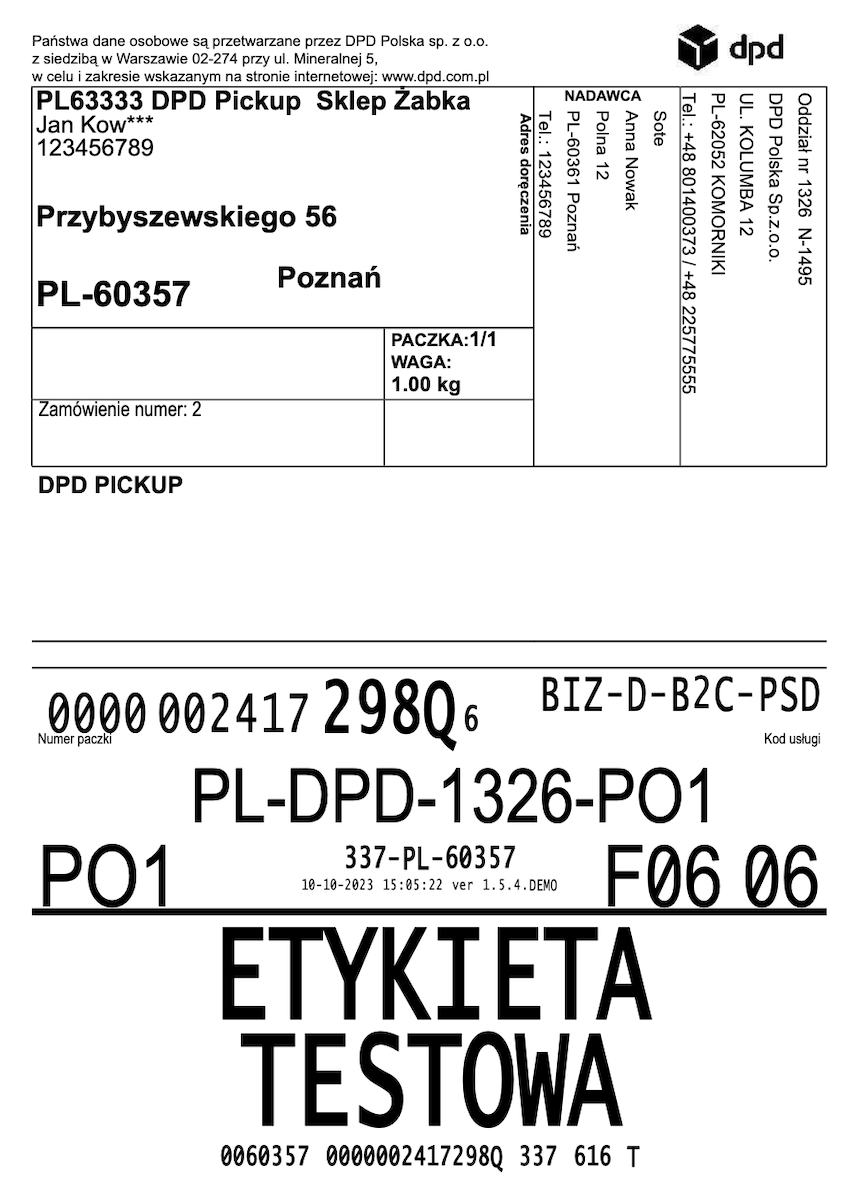 Państwa dane osobowe są przetwarzane przez DPD Polska sp. z o.o.
z siedzibą w Warszawie 02-274 przy ul. Mineralnej 5,
w celu i zakresie wskazanym na stronie internetowej: www.dpd.com.pl
dpd
PL63333 DPD Pickup Sklep Żabka
Jan Kow***
123456789
Przybyszewskiego 56
Poznań
PL-60357
Adres doręczenia
NADAWCA
Sote
Anna Nowak
Polna 12
PL-60361 Poznań
Tel.: 123456789
Oddział nr 1326 N-1495
DPD Polska Sp.z.o.o.
UL. KOLUMBA 12
PL-62052 KOMORNIKI
Tel.: +48 801400373 / +48 225775555
PACZKA:1/1
WAGA:
1.00 kg
Zamówienie numer: 2
DPD PICKUP
0000 002417 298Q 6
BIZ-D-B2C-PSD
Numer paczki
Kod usługi
PL-DPD-1326-PO1
PO1
337-PL-60357
10-10-2023 15:05:22 ver 1.5.4.DEMO
F06 06
ETYKIETA
TESTOWA
0060357 0000002417298Q 337 616 T